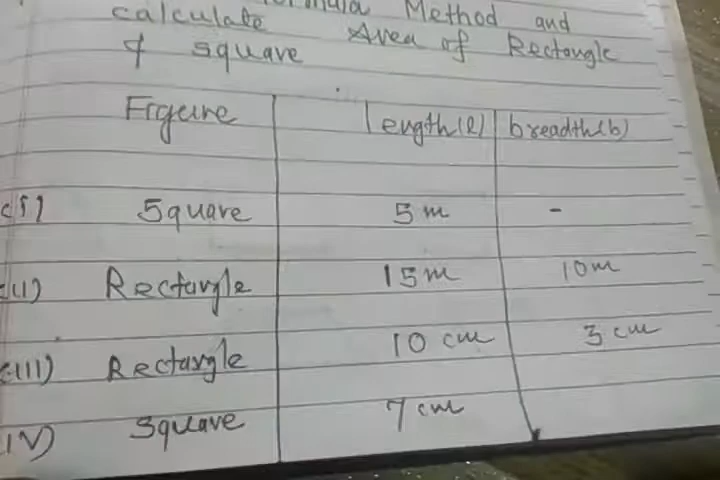 Method and
calculate Area of Rectangle
& square
Figure length(l) breadth(b)
(i) Square 5 m -
(ii) Rectangle 15 m 10 m
(iii) Rectangle 10 cm 3 cm
(iv) Square 7 cm